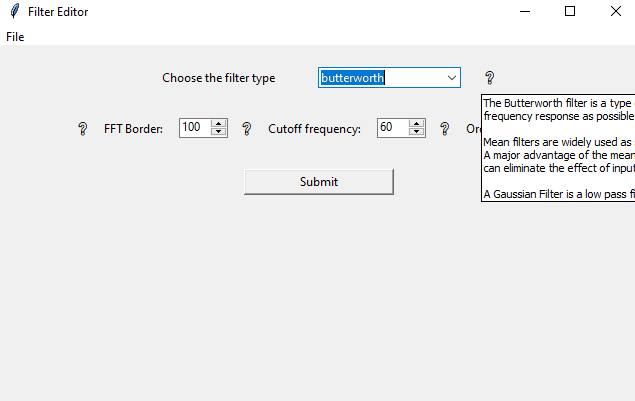 Filter Editor
File
Choose the filter type butterworth ?
The Butterworth filter is a type
frequency response as possible
? FFT Border: 100 ? Cutoff frequency: 60 ? Or
Mean filters are widely used as
A major advantage of the mean
can eliminate the effect of input
Submit
A Gaussian Filter is a low pass fi